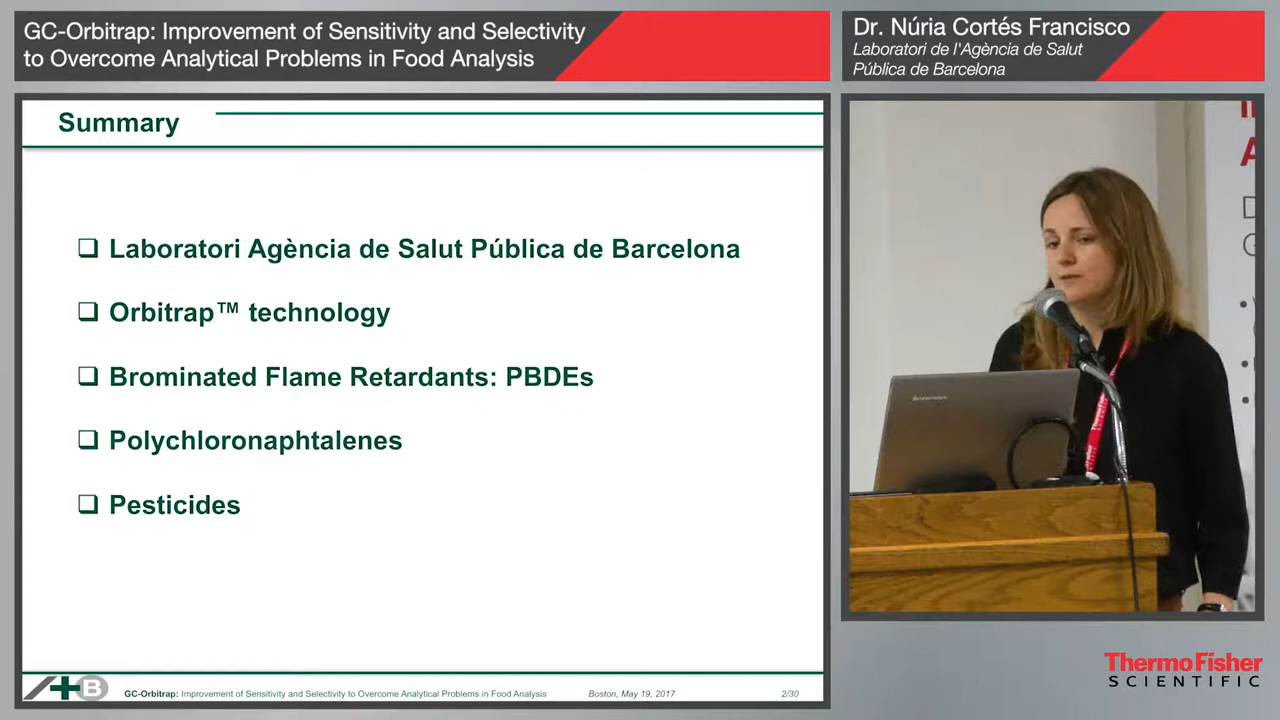 GC-Orbitrap: Improvement of Sensitivity and Selectivity
to Overcome Analytical Problems in Food Analysis
Dr. Núria Cortés Francisco
Laboratori de l'Agència de Salut
Pública de Barcelona
Summary
Laboratori Agència de Salut Pública de Barcelona
Orbitrap™ technology
Brominated Flame Retardants: PBDEs
Polychloronaphtalenes
Pesticides
B
GC-Orbitrap: Improvement of Sensitivity and Selectivity to Overcome Analytical Problems in Food Analysis
Boston, May 19, 2017
2/30
lenovo
ThermoFisher
SCIENTIFIC